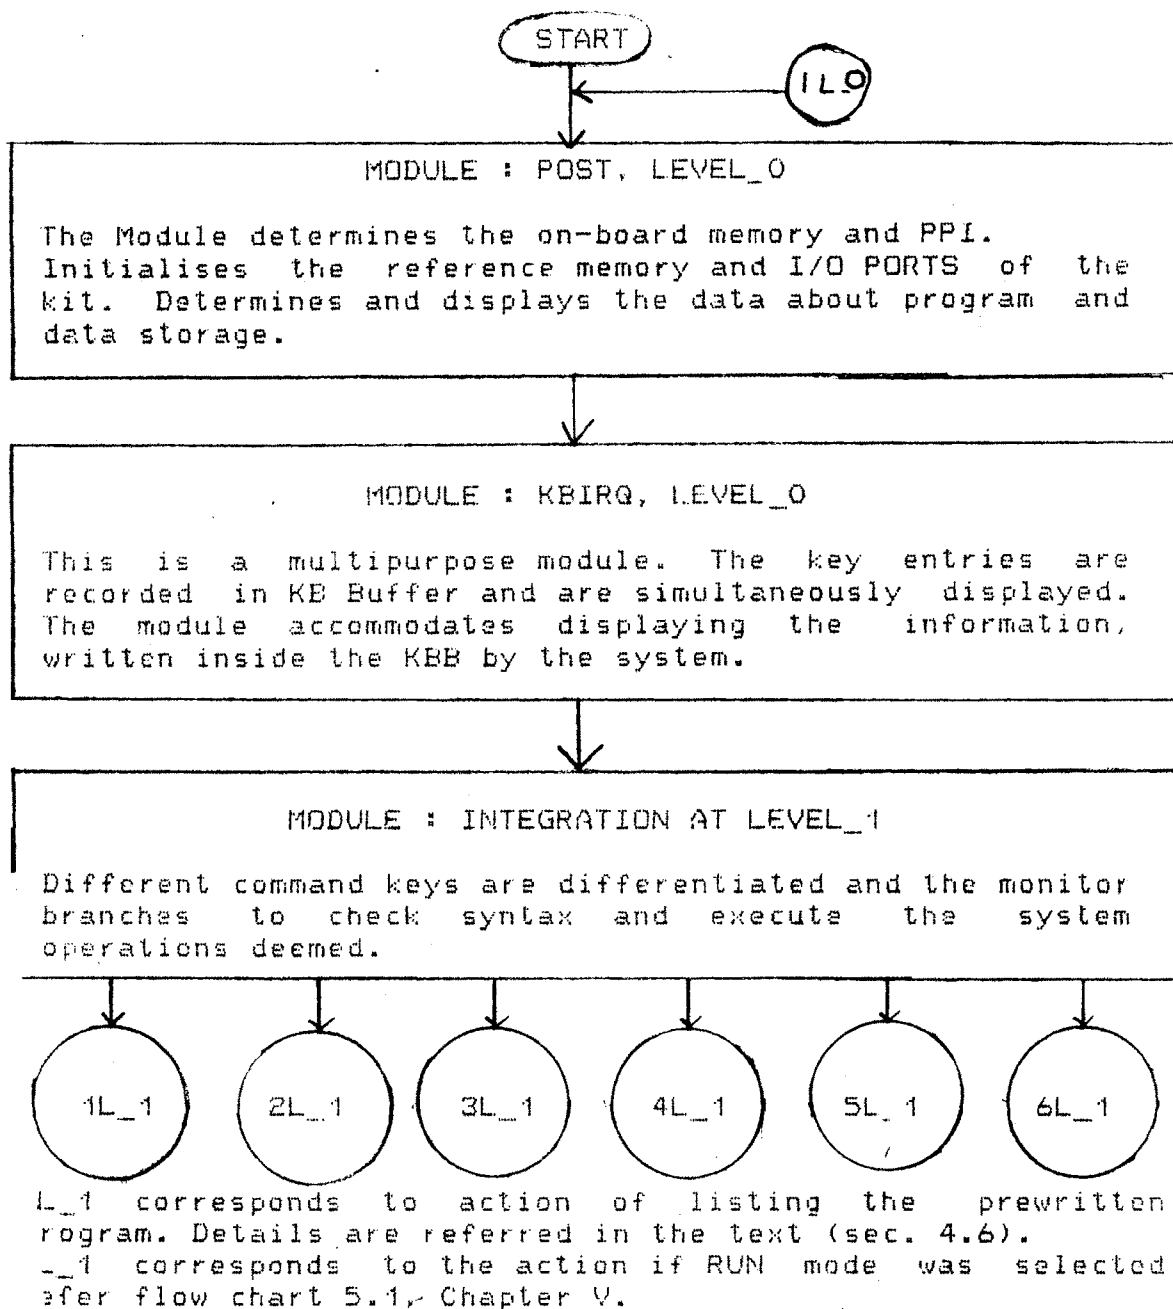 START
1L_0
MODULE : POST, LEVEL_0
The Module determines the on-board memory and PPI.
Initialises the reference memory and I/O PORTS of the
kit. Determines and displays the data about program and
data storage.
MODULE : KBIRQ, LEVEL_0
This is a multipurpose module. The key entries are
recorded in KB Buffer and are simultaneously displayed.
The module accommodates displaying the information,
written inside the KBB by the system.
MODULE : INTEGRATION AT LEVEL_1
Different command keys are differentiated and the monitor
branches to check syntax and execute the system
operations deemed.
1L_1 2L_1 3L_1 4L_1 5L_1 6L_1
L_1 corresponds to action of listing the prewritten
rogram. Details are referred in the text (sec. 4.6).
_1 corresponds to the action if RUN mode was selected
efer flow chart 5.1, Chapter V.